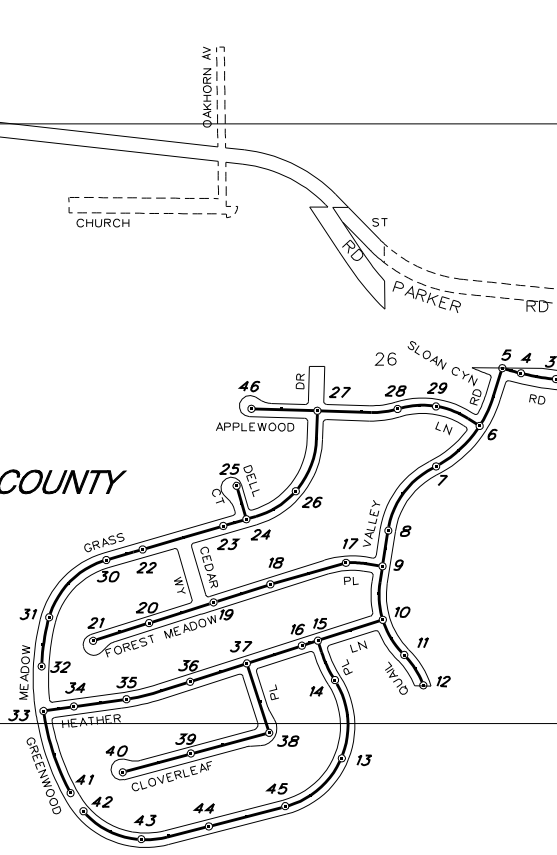 OAKHORN AV
CHURCH
ST
RD
PARKER
RD
26
SLOAN CYN
RD
5
4
3
RD
46
DR
27
28
29
APPLEWOOD
LN
6
COUNTY
25
DELL
CT
26
7
VALLEY
8
GRASS
23
24
30
22
CEDAR
WY
17
18
9
PL
31
21
20
19
FOREST MEADOW
10
32
MEADOW
16
15
LN
11
37
36
PL
14
QUAIL
12
33
34
35
HEATHER
PL
38
GREENWOOD
40
39
CLOVERLEAF
13
41
42
45
44
43